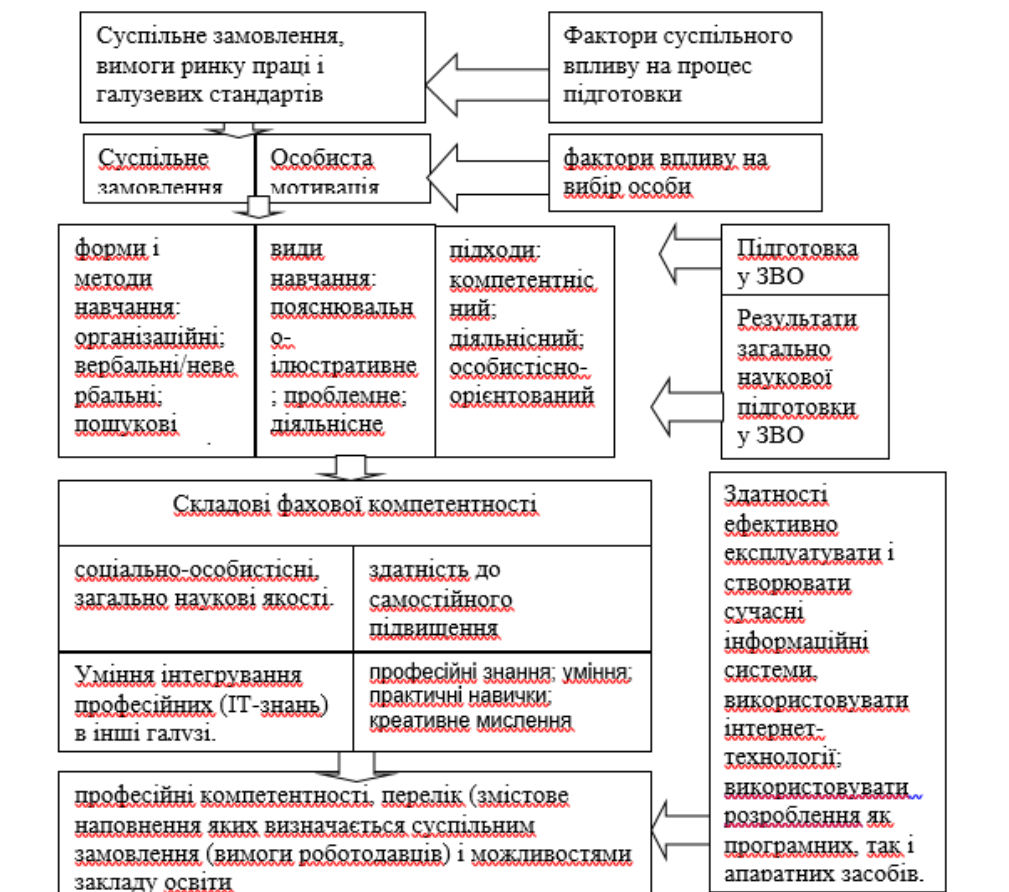 Суспільне замовлення,
вимоги ринку праці і
галузевих стандартів
Фактори суспільного
впливу на процес
підготовки
Суспільне
замовлення
Особиста
мотивація
фактори впливу на
вибір особи
форми і
методи
навчання:
організаційні;
вербальні/неве
рбальні;
пошукові
види
навчання:
пояснювальн
о-
ілюстративне
; проблемне;
діяльнісне
підходи:
компетентніс
ний;
діяльнісний;
особистісно-
орієнтований
Підготовка
у ЗВО
Результати
загально
наукової
підготовки
у ЗВО
Складові фахової компетентності
соціально-особистісні,
загально наукові якості.
здатність до
самостійного
підвищення
Уміння інтегрування
професійних (ІТ-знань)
в інші галузі.
професійні знання; уміння;
практичні навички;
креативне мислення
Здатності
ефективно
експлуатувати і
створювати
сучасні
інформаційні
системи,
використовувати
інтернет-
технології;
використовувати
розроблення як
програмних, так і
апаратних засобів.
професійні компетентності, перелік (змістове
наповнення яких визначається суспільним
замовлення (вимоги роботодавців) і можливостями
закладу освіти